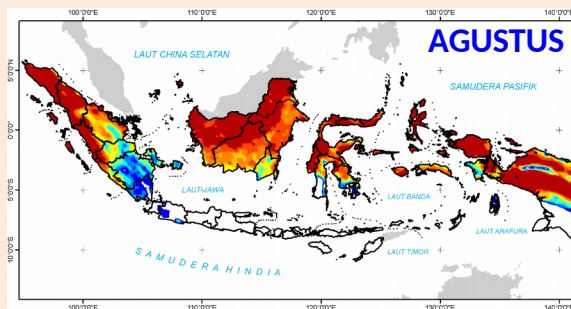 100°0'0"E 110°0'0"E 120°0'0"E 130°0'0"E 140°0'0"E
AGUSTUS
LAUT CHINA SELATAN
SAMUDERA PASIFIK
5°0'0"N
0°0'0"
5°0'0"S
10°0'0"S
LAUT JAWA
LAUT BANDA
LAUT ARAFURA
LAUT TIMOR
SAMUDERA HINDIA
100°0'0"E 110°0'0"E 120°0'0"E 130°0'0"E 140°0'0"E